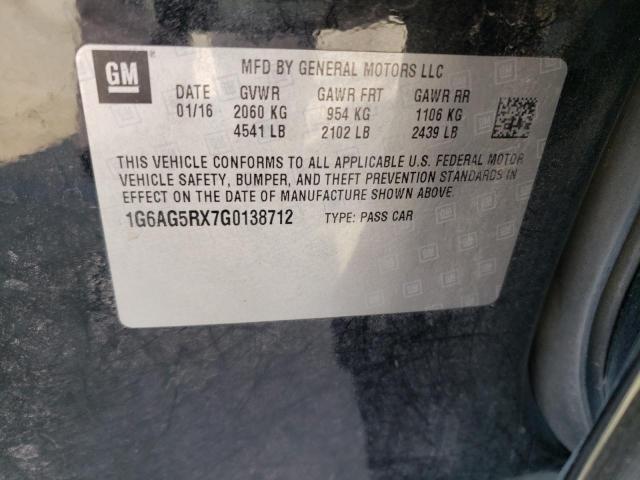 GM
MFD BY GENERAL MOTORS LLC
DATE GVWR GAWR FRT GAWR RR
01/16 2060 KG 954 KG 1106 KG
4541 LB 2102 LB 2439 LB
THIS VEHICLE CONFORMS TO ALL APPLICABLE U.S. FEDERAL MOTOR
VEHICLE SAFETY, BUMPER, AND THEFT PREVENTION STANDARDS IN
EFFECT ON THE DATE OF MANUFACTURE SHOWN ABOVE.
1G6AG5RX7G0138712 TYPE: PASS CAR